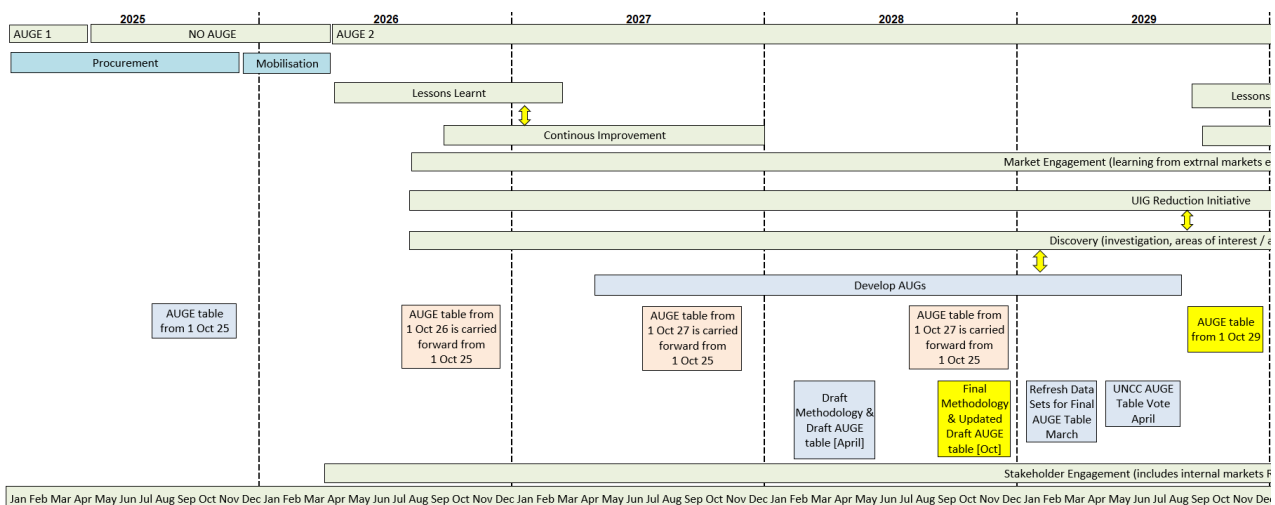 2025 2026 2027 2028 2029
AUGE 1 NO AUGE AUGE 2
Procurement Mobilisation
Lessons Learnt Lessons
Continous Improvement
Market Engagement (learning from extrnal markets e
UIG Reduction Initiative
Discovery (investigation, areas of interest / a
Develop AUGs
AUGE table
from 1 Oct 25
AUGE table from
1 Oct 26 is carried
forward from
1 Oct 25
AUGE table from
1 Oct 27 is carried
forward from
1 Oct 25
AUGE table from
1 Oct 27 is carried
forward from
1 Oct 25
AUGE table
from 1 Oct 29
Draft
Methodology &
Draft AUGE
table [April]
Final
Methodology
& Updated
Draft AUGE
table [Oct]
Refresh Data
Sets for Final
AUGE Table
March
UNCC AUGE
Table Vote
April
Stakeholder Engagement (includes internal markets R
Jan Feb Mar Apr May Jun Jul Aug Sep Oct Nov Dec Jan Feb Mar Apr May Jun Jul Aug Sep Oct Nov Dec Jan Feb Mar Apr May Jun Jul Aug Sep Oct Nov Dec Jan Feb Mar Apr May Jun Jul Aug Sep Oct Nov Dec Jan Feb Mar Apr May Jun Jul Aug Sep Oct Nov Dec